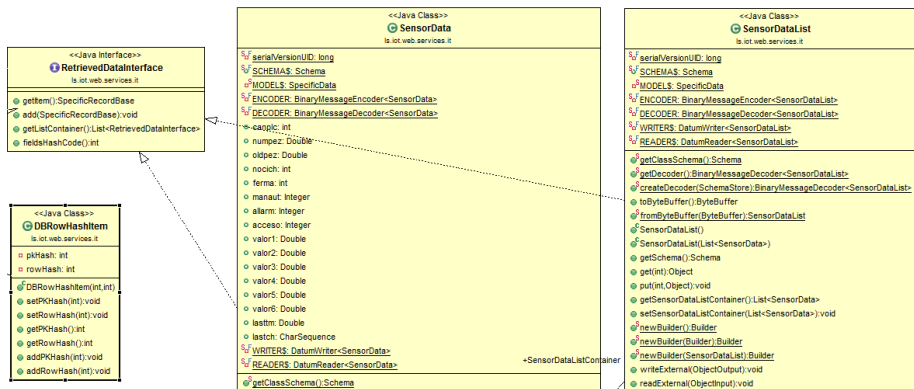 <<Java Interface>>
RetrievedDataInterface
ls.iot.web.services.it
getItem():SpecificRecordBase
add(SpecificRecordBase):void
getListContainer():List<RetrievedDataInterface>
fieldsHashCode():int
<<Java Class>>
DBRowHashItem
ls.iot.web.services.it
pkHash: int
rowHash: int
DBRowHashItem(int,int)
setPKHash(int):void
setRowHash(int):void
getPKHash():int
getRowHash():int
addPKHash(int):void
addRowHash(int):void
<<Java Class>>
SensorData
ls.iot.web.services.it
serialVersionUID: long
SCHEMA$: Schema
MODEL$: SpecificData
ENCODER: BinaryMessageEncoder<SensorData>
DECODER: BinaryMessageDecoder<SensorData>
canplc: int
numpez: Double
oldpez: Double
nocich: int
ferma: int
manaut: Integer
allarm: Integer
acceso: Integer
valor1: Double
valor2: Double
valor3: Double
valor4: Double
valor5: Double
valor6: Double
lasttm: Double
lastch: CharSequence
WRITER$: DatumWriter<SensorData>
READER$: DatumReader<SensorData>
getClassSchema():Schema
+SensorDataListContainer
<<Java Class>>
SensorDataList
ls.iot.web.services.it
serialVersionUID: long
SCHEMA$: Schema
MODEL$: SpecificData
ENCODER: BinaryMessageEncoder<SensorDataList>
DECODER: BinaryMessageDecoder<SensorDataList>
WRITER$: DatumWriter<SensorDataList>
READER$: DatumReader<SensorDataList>
getClassSchema():Schema
getDecoder():BinaryMessageDecoder<SensorDataList>
createDecoder(SchemaStore):BinaryMessageDecoder<SensorDataList>
toByteBuffer():ByteBuffer
fromByteBuffer(ByteBuffer):SensorDataList
SensorDataList()
SensorDataList(List<SensorData>)
getSchema():Schema
get(int):Object
put(int,Object):void
getSensorDataListContainer():List<SensorData>
setSensorDataListContainer(List<SensorData>):void
newBuilder():Builder
newBuilder(Builder):Builder
newBuilder(SensorDataList):Builder
writeExternal(ObjectOutput):void
readExternal(ObjectInput):void